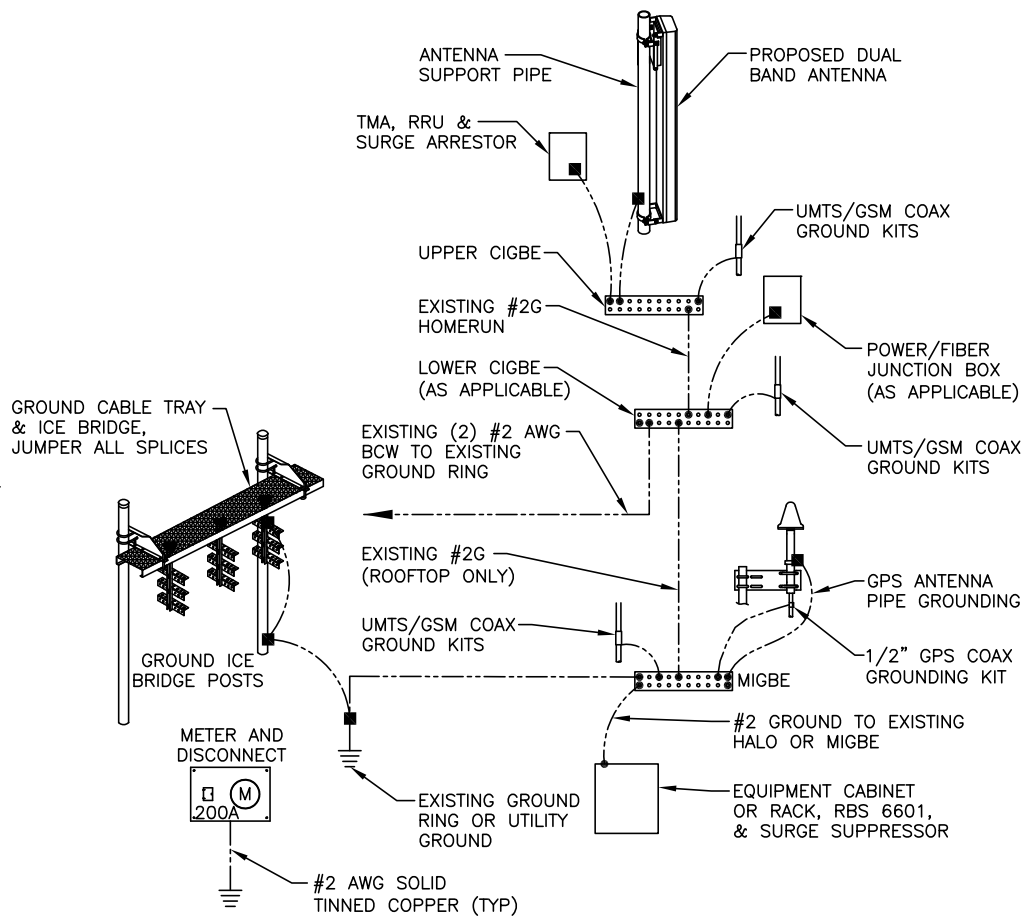 ANTENNA
SUPPORT PIPE
PROPOSED DUAL
BAND ANTENNA
TMA, RRU &
SURGE ARRESTOR
UMTS/GSM COAX
GROUND KITS
UPPER CIGBE
EXISTING #2G
HOMERUN
POWER/FIBER
JUNCTION BOX
(AS APPLICABLE)
LOWER CIGBE
(AS APPLICABLE)
GROUND CABLE TRAY
& ICE BRIDGE,
JUMPER ALL SPLICES
EXISTING (2) #2 AWG
BCW TO EXISTING
GROUND RING
UMTS/GSM COAX
GROUND KITS
EXISTING #2G
(ROOFTOP ONLY)
GPS ANTENNA
PIPE GROUNDING
UMTS/GSM COAX
GROUND KITS
1/2" GPS COAX
GROUNDING KIT
GROUND ICE
BRIDGE POSTS
MIGBE
#2 GROUND TO EXISTING
HALO OR MIGBE
METER AND
DISCONNECT
M
200A
EXISTING GROUND
RING OR UTILITY
GROUND
EQUIPMENT CABINET
OR RACK, RBS 6601,
& SURGE SUPPRESSOR
#2 AWG SOLID
TINNED COPPER (TYP)